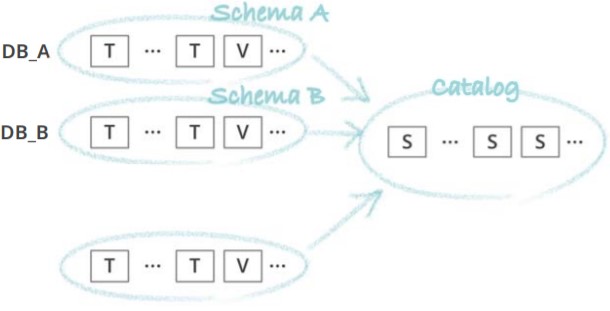 Schema A
DB_A T ... T V ...
Schema B
Catalog
DB_B T ... T V ...
S ... S S ...
T ... T V ...